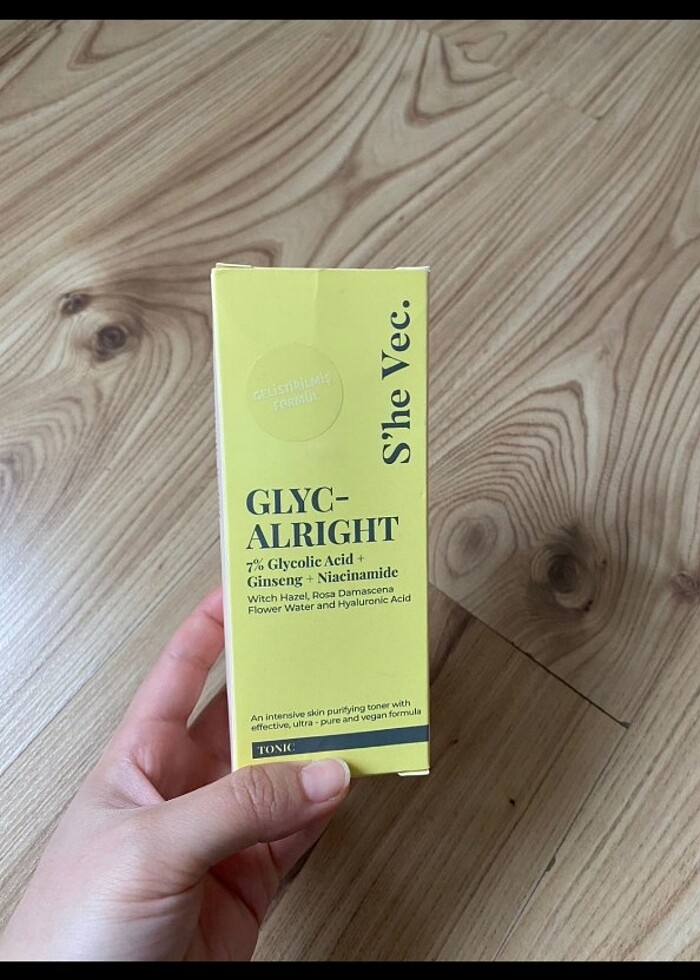 S'he Vec.
GELİŞTİRİLMİŞ
FORMÜL
GLYC-
ALRIGHT
7% Glycolic Acid +
Ginseng + Niacinamide
Witch Hazel, Rosa Damascena
Flower Water and Hyaluronic Acid
An intensive skin purifying toner with
effective, ultra - pure and vegan formula
TONIC